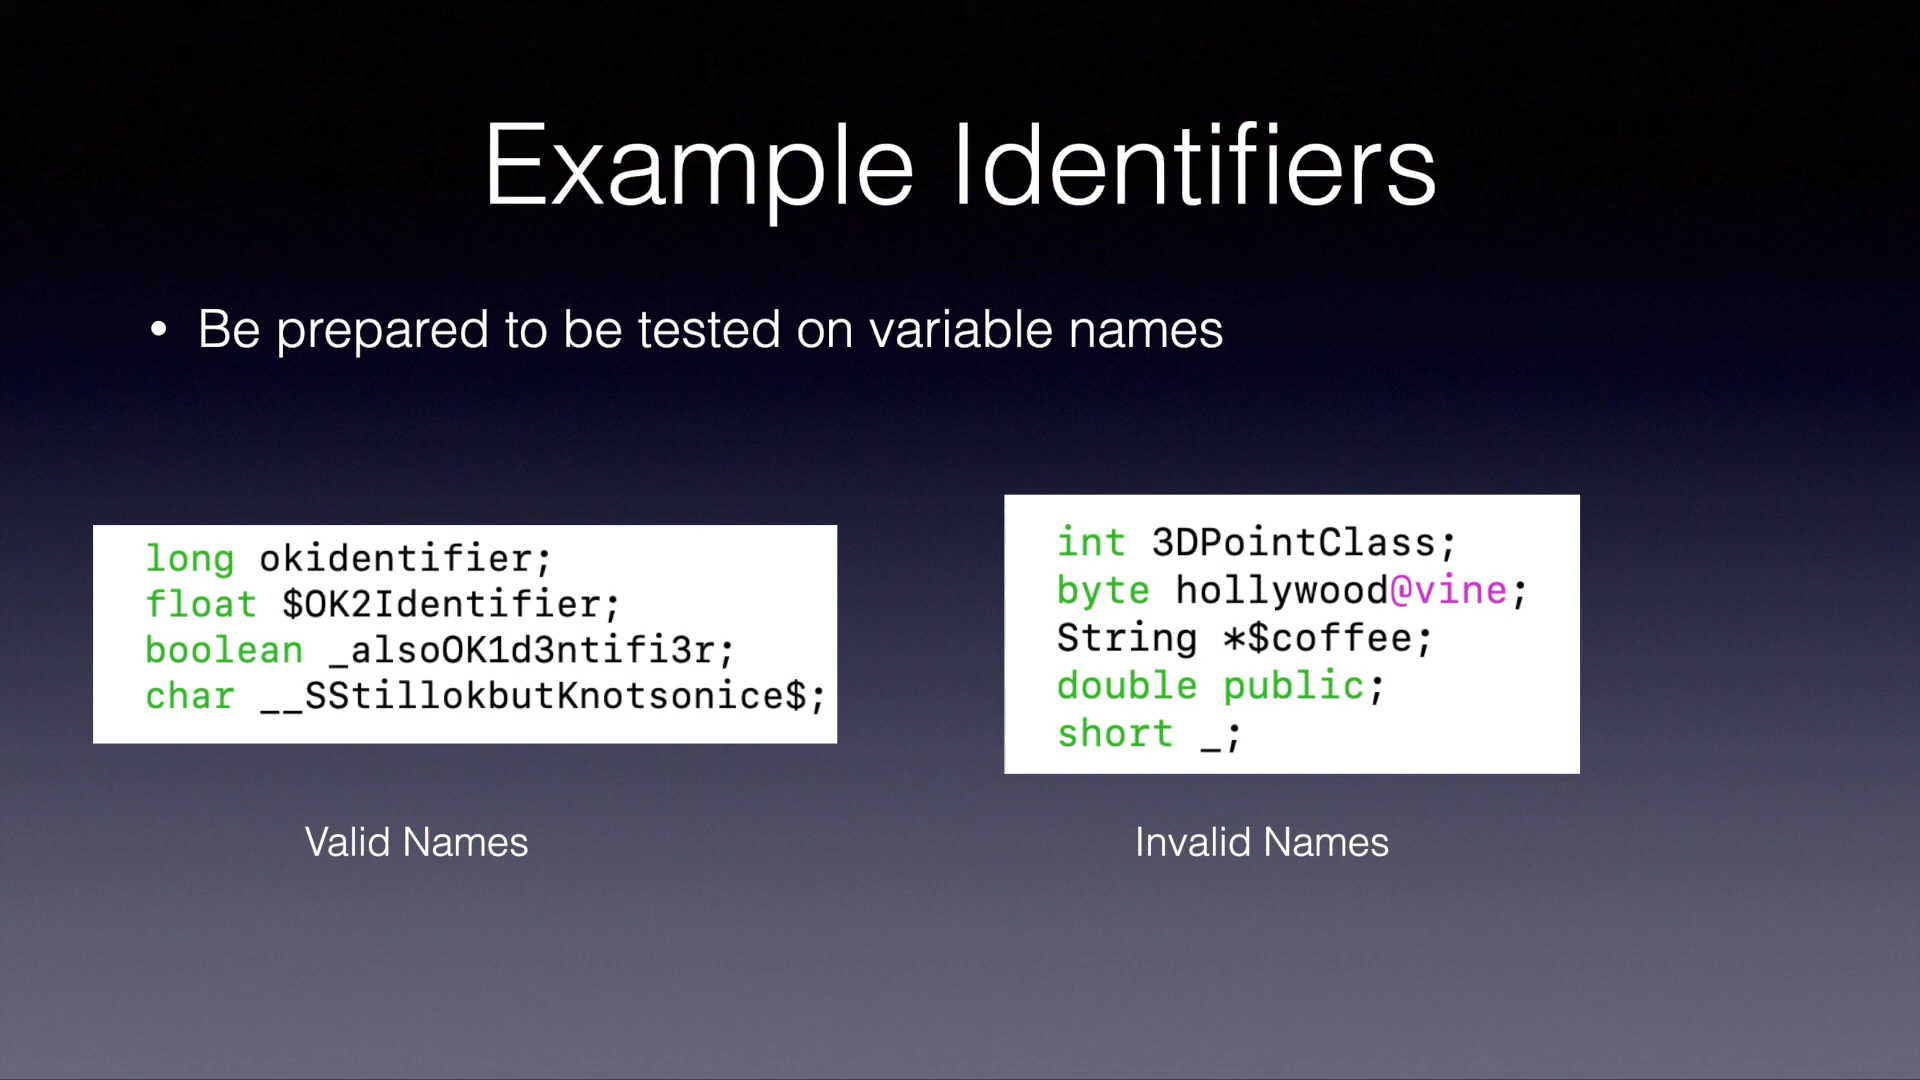 Example Identifiers
• Be prepared to be tested on variable names
long okidentifier;
float $OK2Identifier;
boolean _alsoOK1d3ntifi3r;
char __SStillokbutKnotsonice$;
Valid Names
int 3DPointClass;
byte hollywood@vine;
String *$coffee;
double public;
short _;
Invalid Names